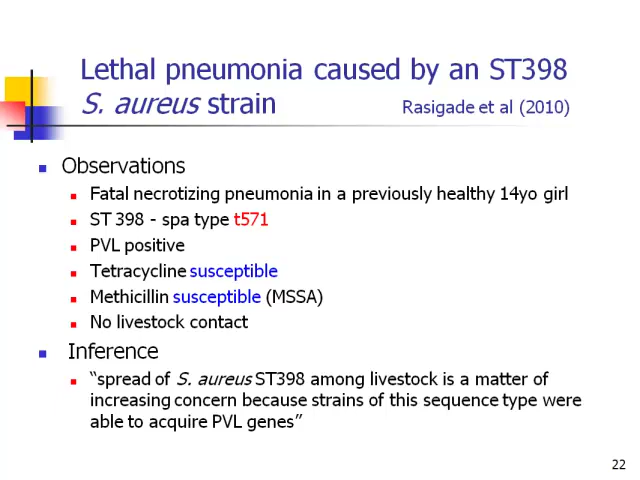 Lethal pneumonia caused by an ST398
S. aureus strain Rasigade et al (2010)
Observations
Fatal necrotizing pneumonia in a previously healthy 14yo girl
ST 398 - spa type t571
PVL positive
Tetracycline susceptible
Methicillin susceptible (MSSA)
No livestock contact
Inference
“spread of S. aureus ST398 among livestock is a matter of
increasing concern because strains of this sequence type were
able to acquire PVL genes”
22